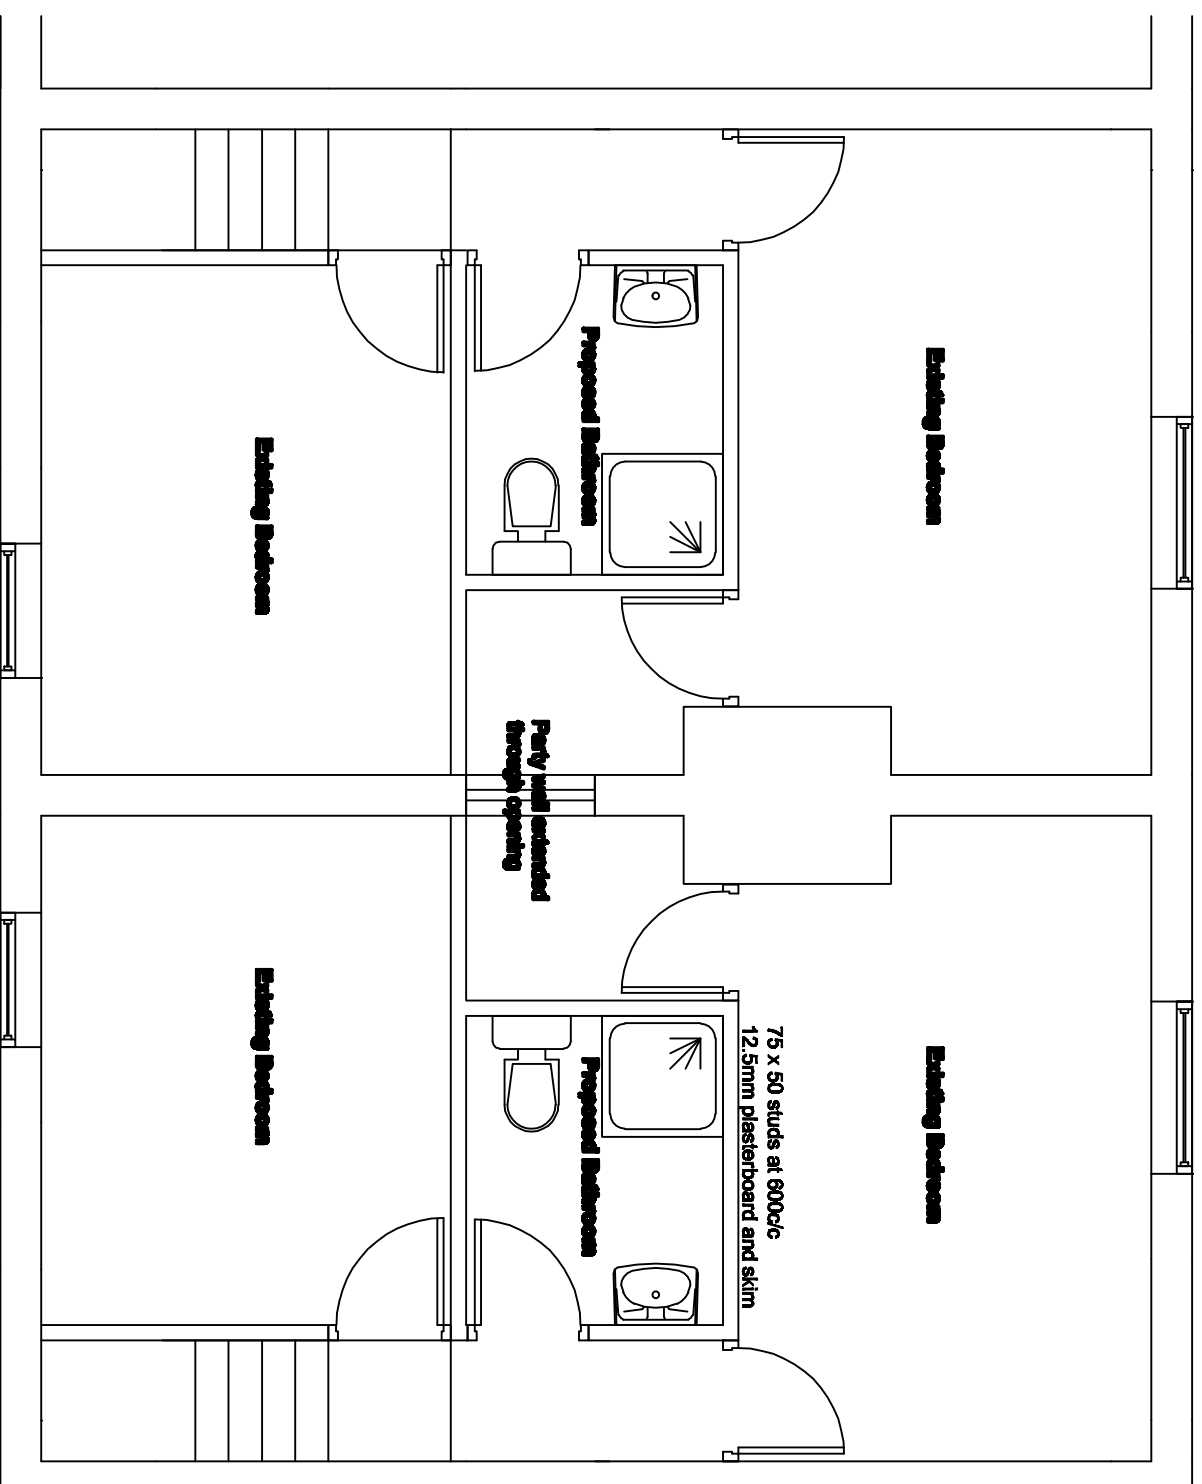 Existing Bedroom
Existing Bedroom
75 x 50 studs at 600c/c
12.5mm plasterboard and skim
Proposed Bathroom
Proposed Bathroom
Party wall extended
through opening
Existing Bedroom
Existing Bedroom